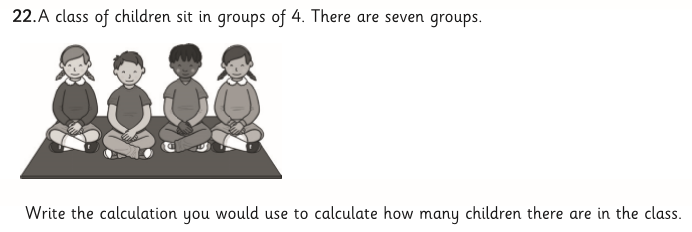 22.A class of children sit in groups of 4. There are seven groups.
Write the calculation you would use to calculate how many children there are in the class.